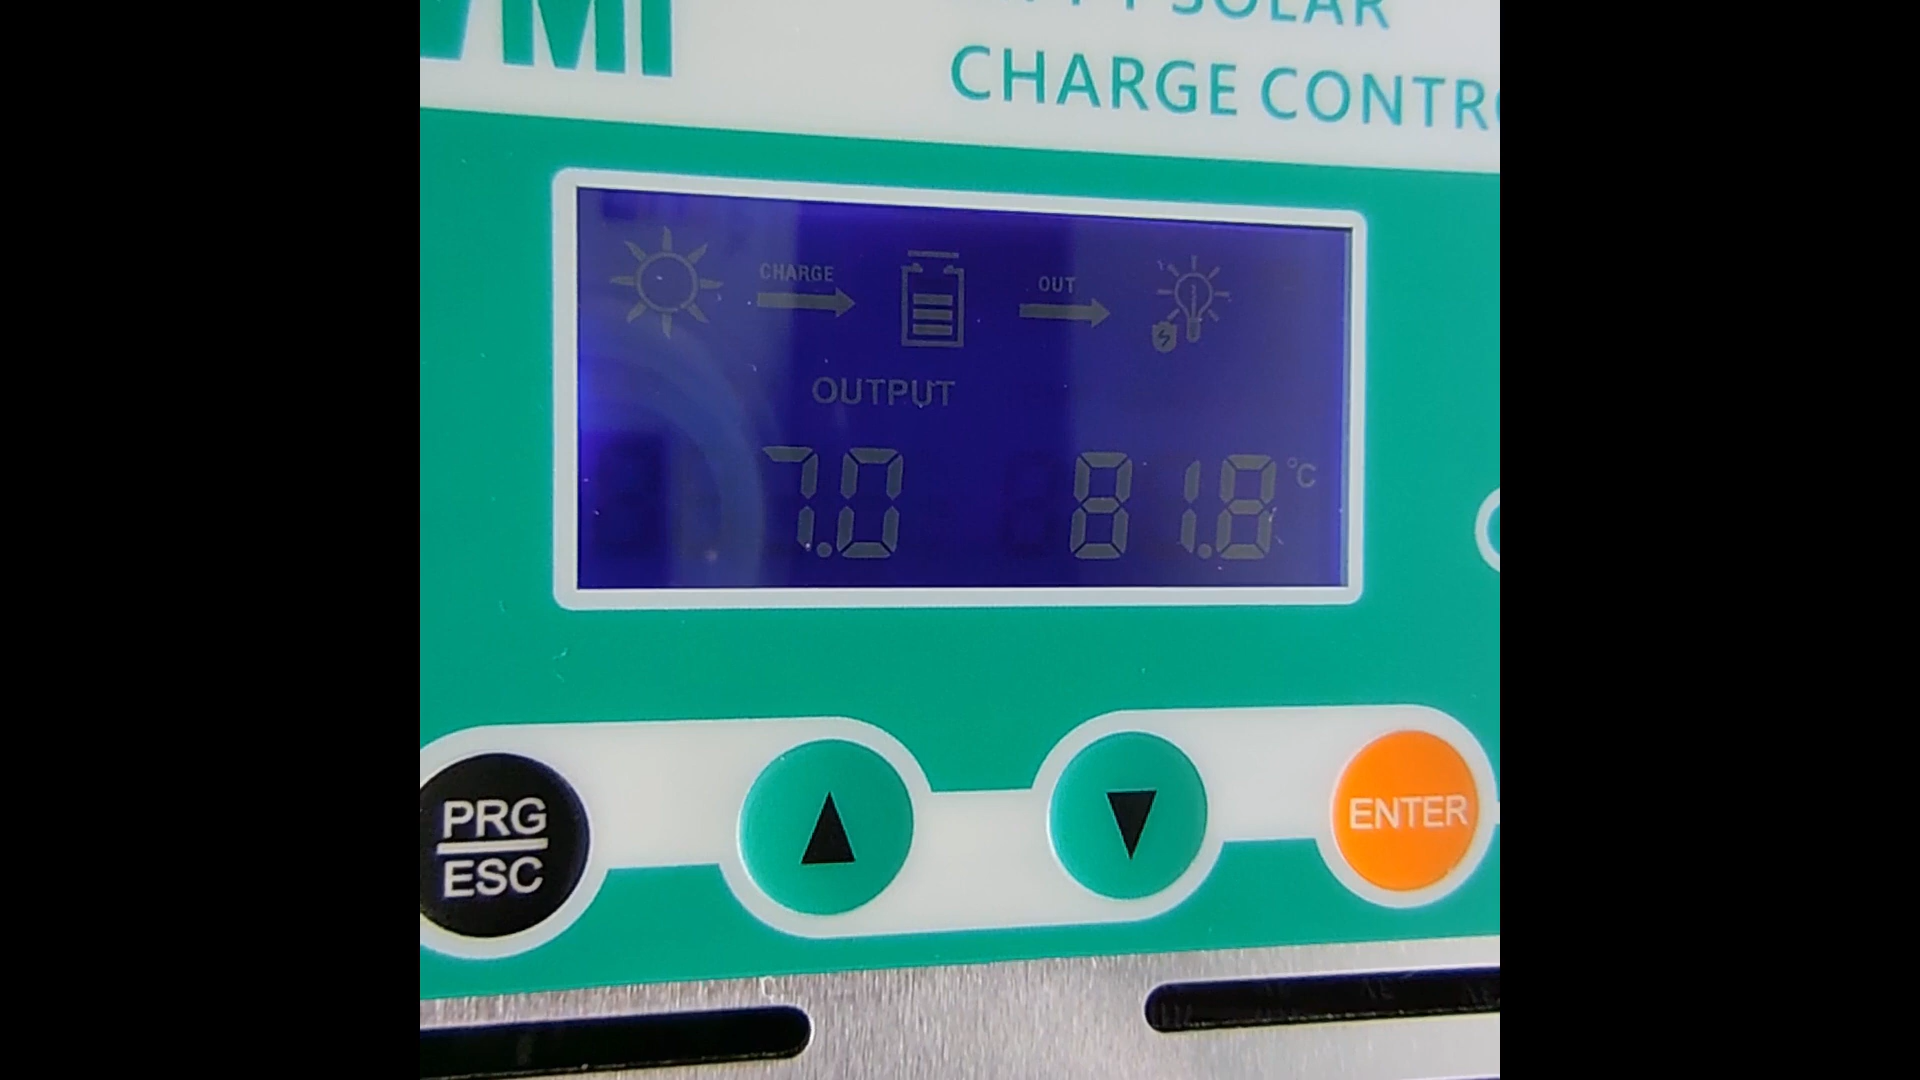 SOLAR
CHARGE CONTR
CHARGE
OUT
OUTPUT
7.0 81.8 °C
PRG
ESC
ENTER